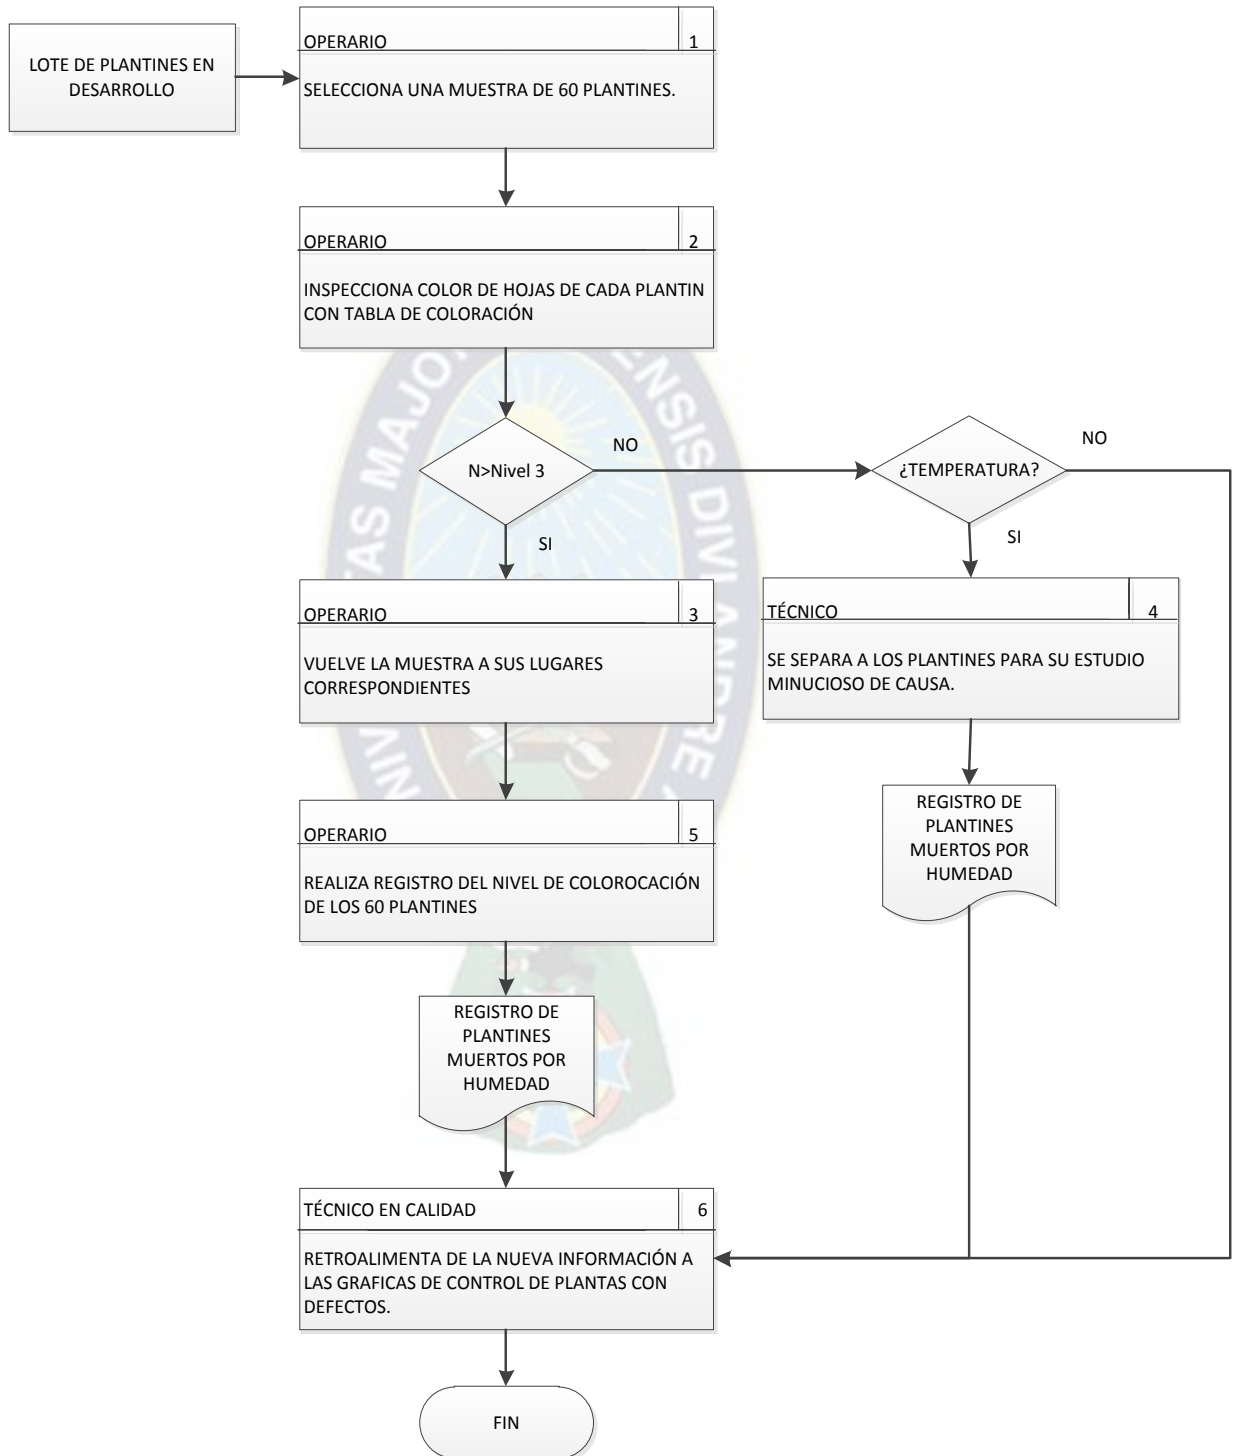 LOTE DE PLANTINES EN
DESARROLLO
OPERARIO 1
SELECCIONA UNA MUESTRA DE 60 PLANTINES.
OPERARIO 2
INSPECCIONA COLOR DE HOJAS DE CADA PLANTIN
CON TABLA DE COLORACIÓN
N>Nivel 3
NO
¿TEMPERATURA?
NO
SI
SI
OPERARIO 3
VUELVE LA MUESTRA A SUS LUGARES
CORRESPONDIENTES
TÉCNICO 4
SE SEPARA A LOS PLANTINES PARA SU ESTUDIO
MINUCIOSO DE CAUSA.
REGISTRO DE
PLANTINES
MUERTOS POR
HUMEDAD
OPERARIO 5
REALIZA REGISTRO DEL NIVEL DE COLOROCACIÓN
DE LOS 60 PLANTINES
REGISTRO DE
PLANTINES
MUERTOS POR
HUMEDAD
TÉCNICO EN CALIDAD 6
RETROALIMENTA DE LA NUEVA INFORMACIÓN A
LAS GRAFICAS DE CONTROL DE PLANTAS CON
DEFECTOS.
FIN